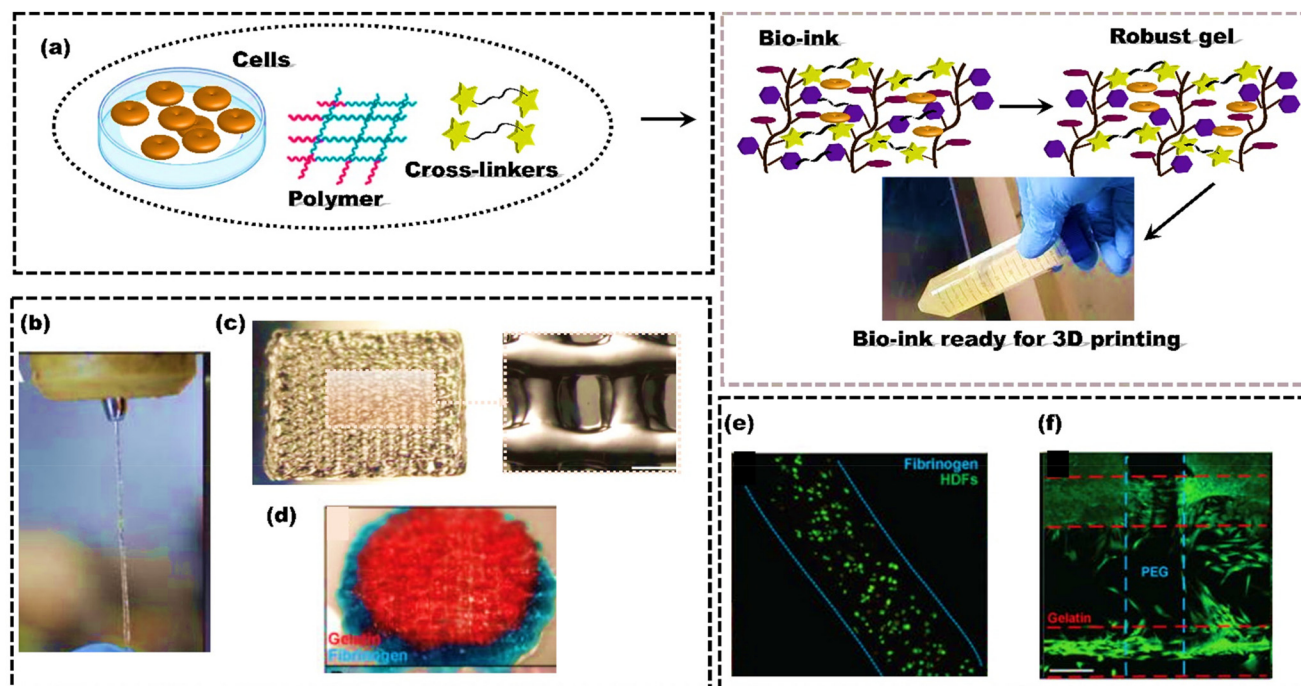 (a)
Cells
Polymer
Cross-linkers
Bio-ink
Robust gel
Bio-ink ready for 3D printing
(b)
(c)
(d)
Gelatin
Fibrinogen
(e)
Fibrinogen
HDFs
(f)
PEG
Gelatin